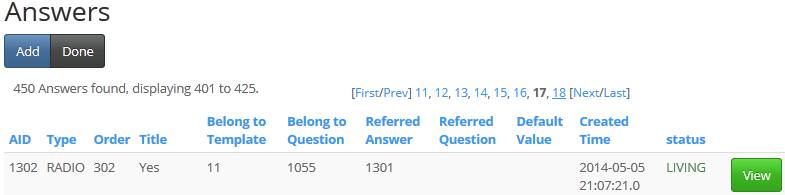 Answers
Add Done
450 Answers found, displaying 401 to 425.
[First/Prev] 11, 12, 13, 14, 15, 16, 17, 18 [Next/Last]
AID Type Order Title Belong to Template Belong to Question Referred Answer Referred Question Default Value Created Time status
1302 RADIO 302 Yes 11 1055 1301 2014-05-05 21:07:21.0 LIVING View